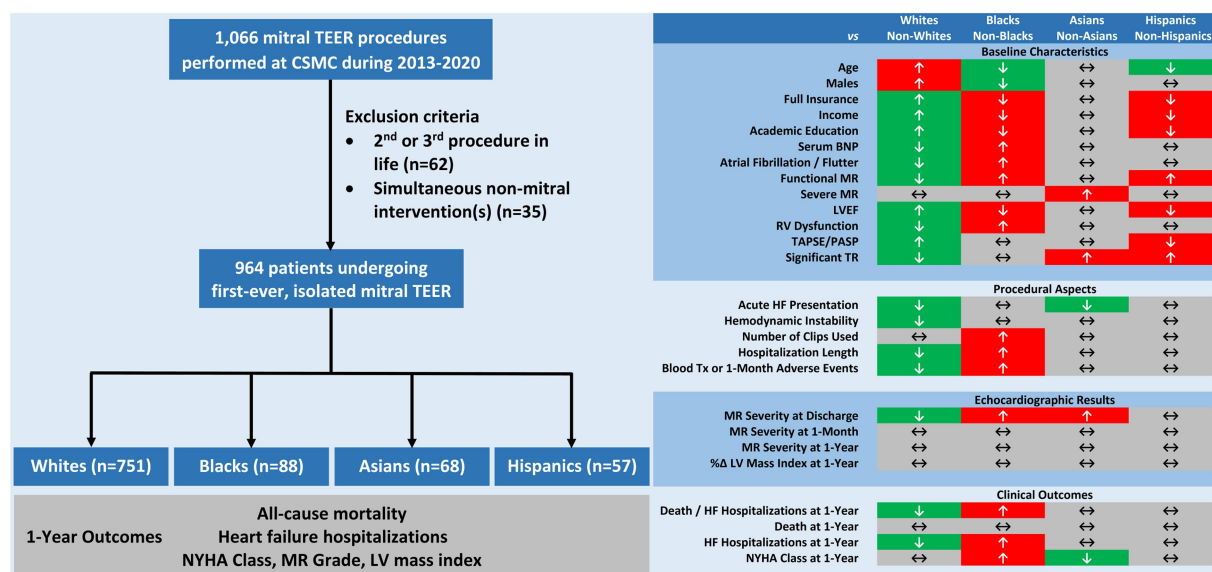 1,066 mitral TEER procedures
performed at CSMC during 2013-2020
Exclusion criteria
• 2nd or 3rd procedure in
life (n=62)
• Simultaneous non-mitral
intervention(s) (n=35)
964 patients undergoing
first-ever, isolated mitral TEER
Whites (n=751) Blacks (n=88) Asians (n=68) Hispanics (n=57)
1-Year Outcomes
All-cause mortality
Heart failure hospitalizations
NYHA Class, MR Grade, LV mass index
Whites Blacks Asians Hispanics
vs Non-Whites Non-Blacks Non-Asians Non-Hispanics
Baseline Characteristics
Age ↑ ↓ ↔ ↓
Males ↑ ↓ ↔ ↔
Full Insurance ↑ ↓ ↔ ↓
Income ↑ ↓ ↔ ↓
Academic Education ↑ ↓ ↔ ↓
Serum BNP ↓ ↑ ↔ ↔
Atrial Fibrillation / Flutter ↓ ↑ ↔ ↔
Functional MR ↓ ↑ ↔ ↑
Severe MR ↔ ↔ ↑ ↔
LVEF ↑ ↓ ↔ ↓
RV Dysfunction ↓ ↑ ↔ ↔
TAPSE/PASP ↑ ↔ ↔ ↓
Significant TR ↓ ↔ ↑ ↑
Procedural Aspects
Acute HF Presentation ↓ ↔ ↓ ↔
Hemodynamic Instability ↓ ↔ ↔ ↔
Number of Clips Used ↔ ↑ ↔ ↔
Hospitalization Length ↓ ↑ ↔ ↔
Blood Tx or 1-Month Adverse Events ↓ ↑ ↔ ↔
Echocardiographic Results
MR Severity at Discharge ↓ ↑ ↑ ↔
MR Severity at 1-Month ↔ ↔ ↔ ↔
MR Severity at 1-Year ↔ ↔ ↔ ↔
%Δ LV Mass Index at 1-Year ↔ ↔ ↔ ↔
Clinical Outcomes
Death / HF Hospitalizations at 1-Year ↓ ↑ ↔ ↔
Death at 1-Year ↔ ↔ ↔ ↔
HF Hospitalizations at 1-Year ↓ ↑ ↔ ↔
NYHA Class at 1-Year ↔ ↑ ↓ ↔